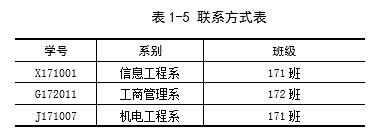 表 1-5 联系方式表
学号 系别 班级
X171001 信息工程系 171 班
G172011 工商管理系 172 班
J171007 机电工程系 171 班